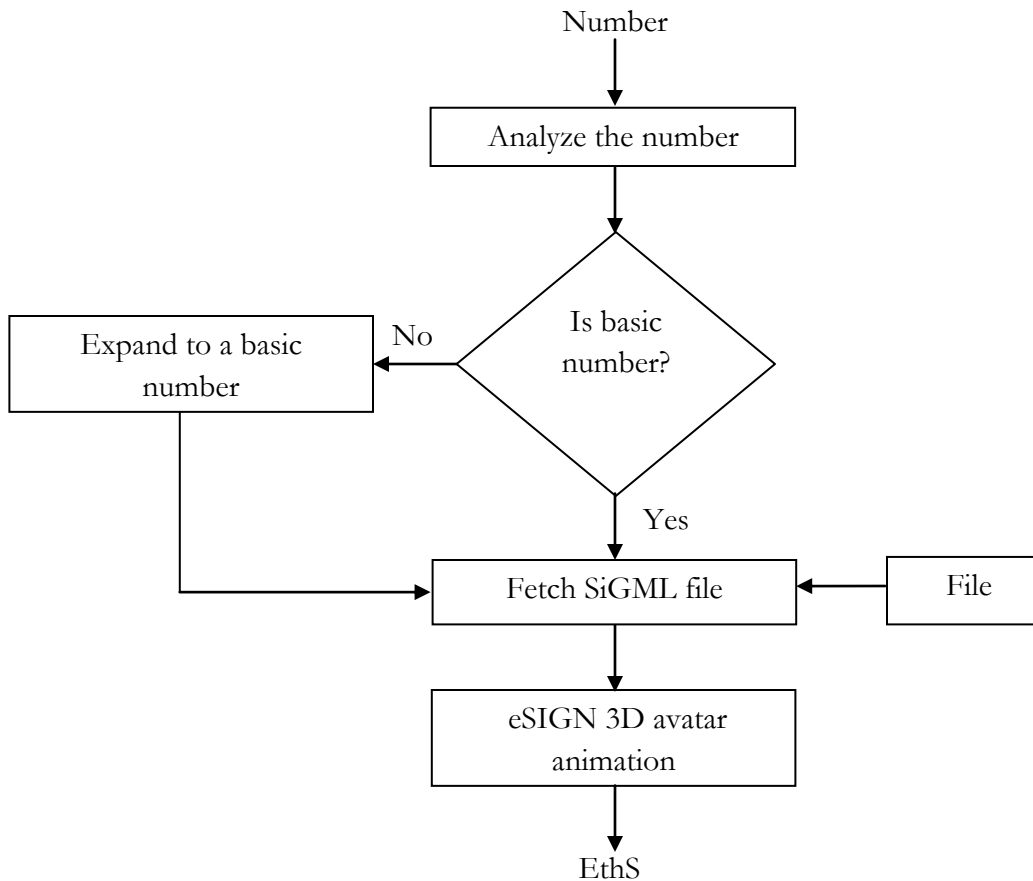 Number
Analyze the number
Is basic
number?
No
Expand to a basic
number
Yes
Fetch SiGML file
File
eSIGN 3D avatar
animation
EthS